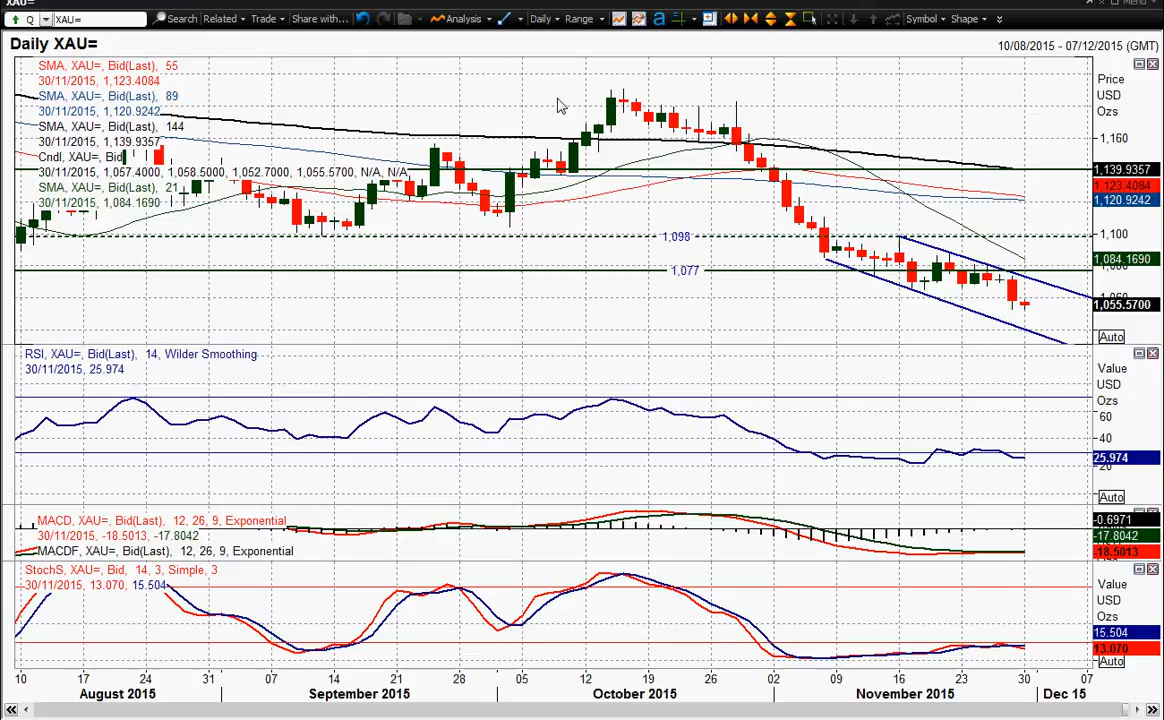 XAU=
Menu
Q XAU= Search Related Trade Share with... Analysis Daily Range a Symbol Shape
Daily XAU= 10/08/2015 - 07/12/2015 (GMT)
SMA, XAU=, Bid(Last), 55
30/11/2015, 1,123.4084
SMA, XAU=, Bid(Last), 89
30/11/2015, 1,120.9242
SMA, XAU=, Bid(Last), 144
30/11/2015, 1,139.9357
Cndl, XAU=, Bid
30/11/2015, 1,057.4000, 1,058.5000, 1,052.7000, 1,055.5700, N/A, N/A
SMA, XAU=, Bid(Last), 21
30/11/2015, 1,084.1690
Price
USD
Ozs
1,160
1,139.9357
1,123.4084
1,120.9242
1,098
1,100
1,084.1690
1,077
1,055.5700
Auto
RSI, XAU=, Bid(Last), 14, Wilder Smoothing
30/11/2015, 25.974
Value
USD
Ozs
60
40
25.974
20
Auto
MACD, XAU=, Bid(Last), 12, 26, 9, Exponential
30/11/2015, -18.5013, -17.8042
MACDF, XAU=, Bid(Last), 12, 26, 9, Exponential
-0.6971
-17.8042
-18.5013
StochS, XAU=, Bid, 14, 3, Simple, 3
30/11/2015, 13.070, 15.504
Value
USD
Ozs
15.504
13.070
Auto
10 17 24 31 07 14 21 28 05 12 19 26 02 09 16 23 30 07
August 2015 September 2015 October 2015 November 2015 Dec 15